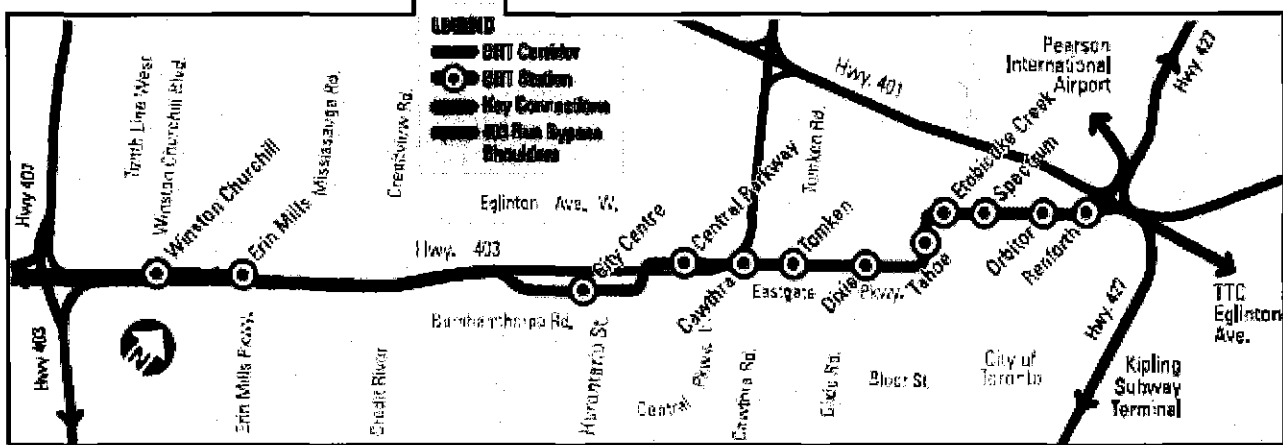 LEGEND
BRT Corridor
BRT Station
Key Connections
403 Bus Bypass
Shoulders
Tenth Line West
Winston Churchill Blvd.
Winston Churchill
Erin Mills
Mississauga Rd.
Creditview Rd.
Eglinton Ave. W.
Hwy. 403
City Centre
Central Parkway
Tomken Rd.
Tomken
Hwy. 401
Pearson
International
Airport
Hwy. 427
Etobicoke Creek
Spectrum
Orbitor
Renforth
Tahoe
Dixie
Cawthra
Eastgate Pkwy.
Hwy 407
Hwy 403
N
Erin Mills Pkwy.
Credit River
Burnhamthorpe Rd.
Hurontario St.
Central Pkwy.
Cawthra Rd.
Dixie Rd.
Bloor St.
City of
Toronto
Hwy. 427
Kipling
Subway
Terminal
TTC
Eglinton
Ave.